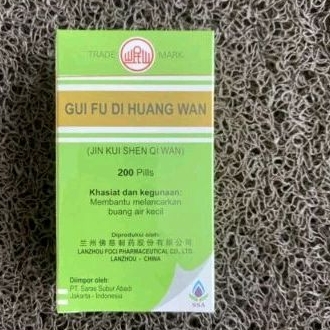 TRADE MARK
GUI FU DI HUANG WAN
(JIN KUI SHEN QI WAN)
200 Pills
Khasiat dan kegunaan:
Membantu melancarkan
buang air kecil
Diproduksi oleh:
兰州佛慈制药股份有限公司
LANZHOU FOCI PHARMACEUTICAL CO., LTD.
LANZHOU - CHINA
Diimpor oleh:
PT. Saras Subur Abadi
Jakarta - Indonesia
SSA